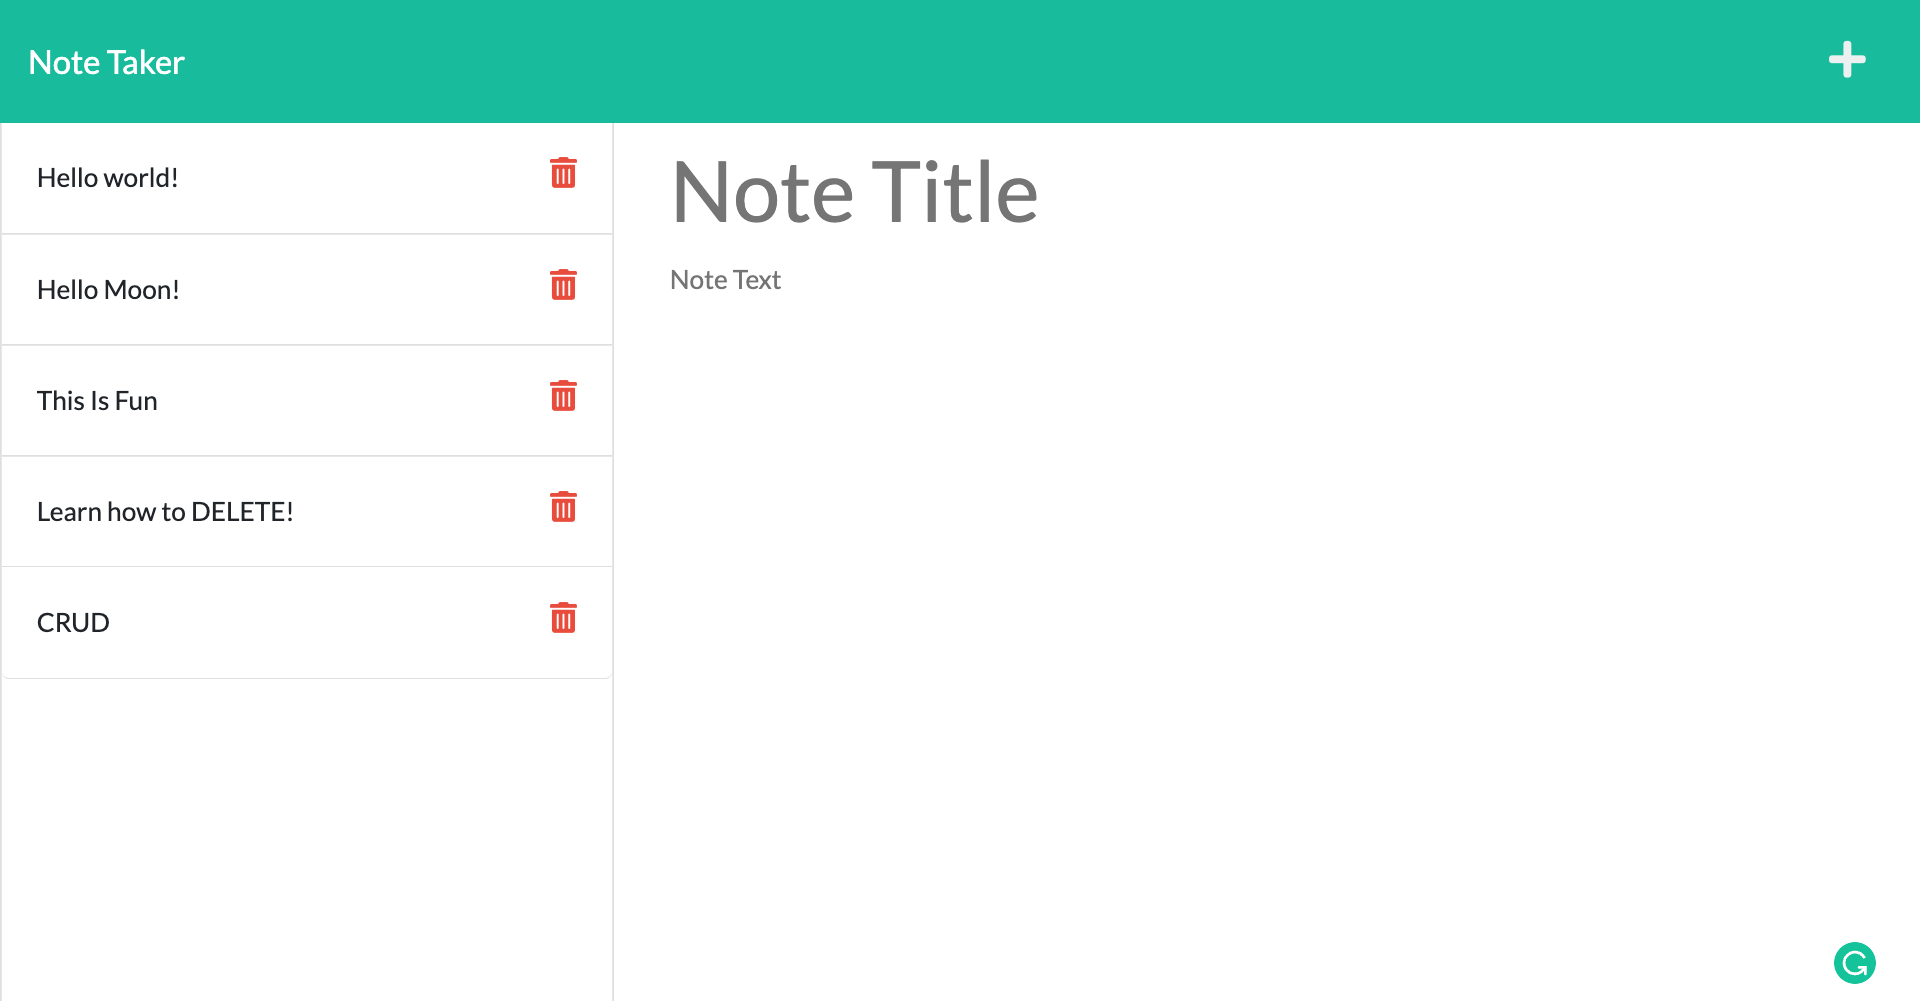 Note Taker
Hello world!
Hello Moon!
This Is Fun
Learn how to DELETE!
CRUD
Note Title
Note Text